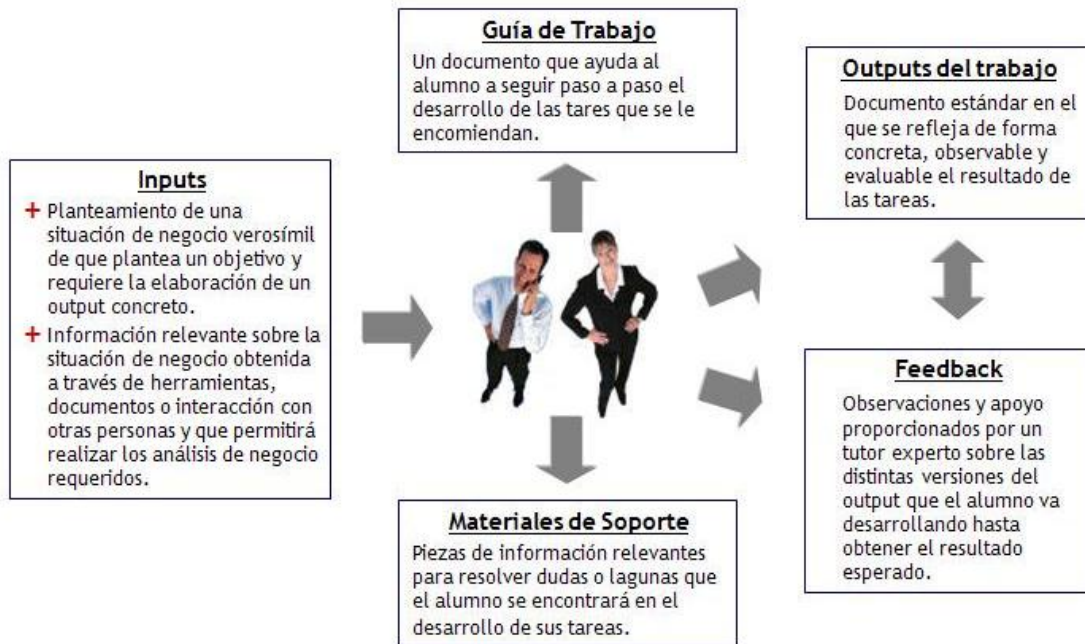 Guía de Trabajo
Un documento que ayuda al
alumno a seguir paso a paso el
desarrollo de las tares que se le
encomiendan.
Inputs
+ Planteamiento de una
situación de negocio verosímil
de que plantea un objetivo y
requiere la elaboración de un
output concreto.
+ Información relevante sobre la
situación de negocio obtenida
a través de herramientas,
documentos o interacción con
otras personas y que permitirá
realizar los análisis de negocio
requeridos.
Materiales de Soporte
Piezas de información relevantes
para resolver dudas o lagunas que
el alumno se encontrará en el
desarrollo de sus tareas.
Outputs del trabajo
Documento estándar en el
que se refleja de forma
concreta, observable y
evaluable el resultado de
las tareas.
Feedback
Observaciones y apoyo
proporcionados por un
tutor experto sobre las
distintas versiones del
output que el alumno va
desarrollando hasta
obtener el resultado
esperado.